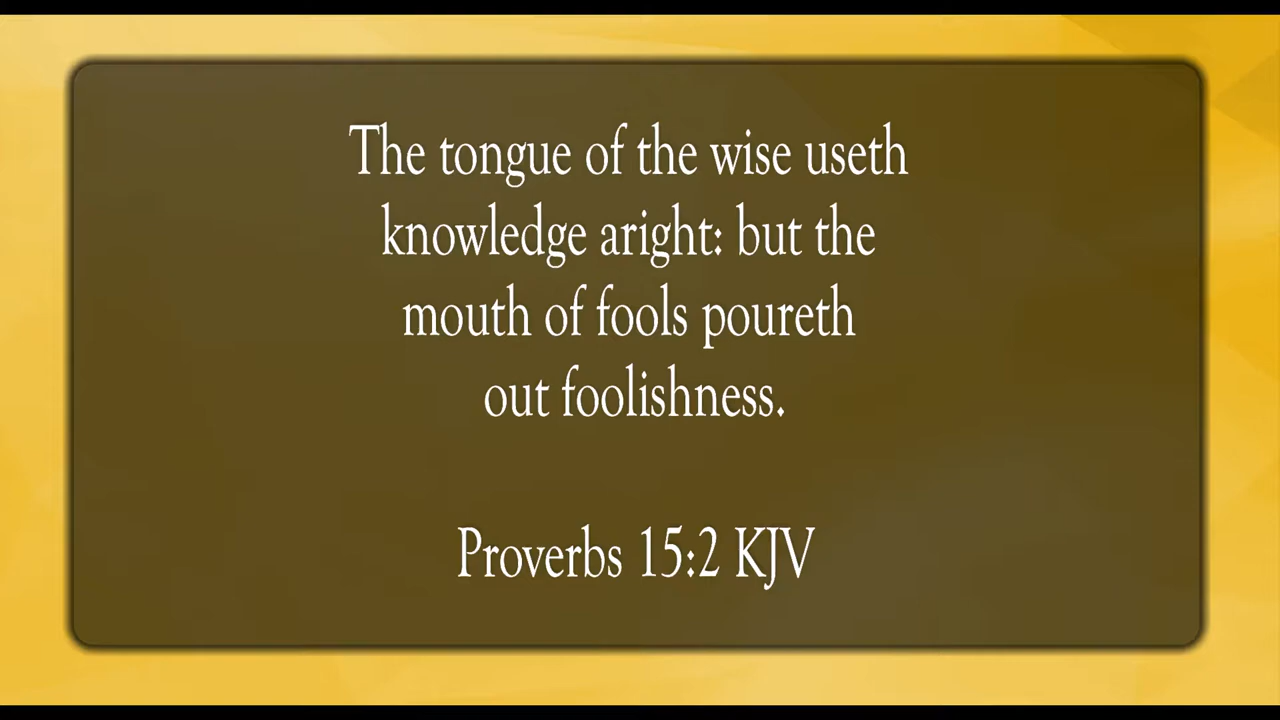 The tongue of the wise useth
knowledge aright: but the
mouth of fools poureth
out foolishness.
Proverbs 15:2 KJV